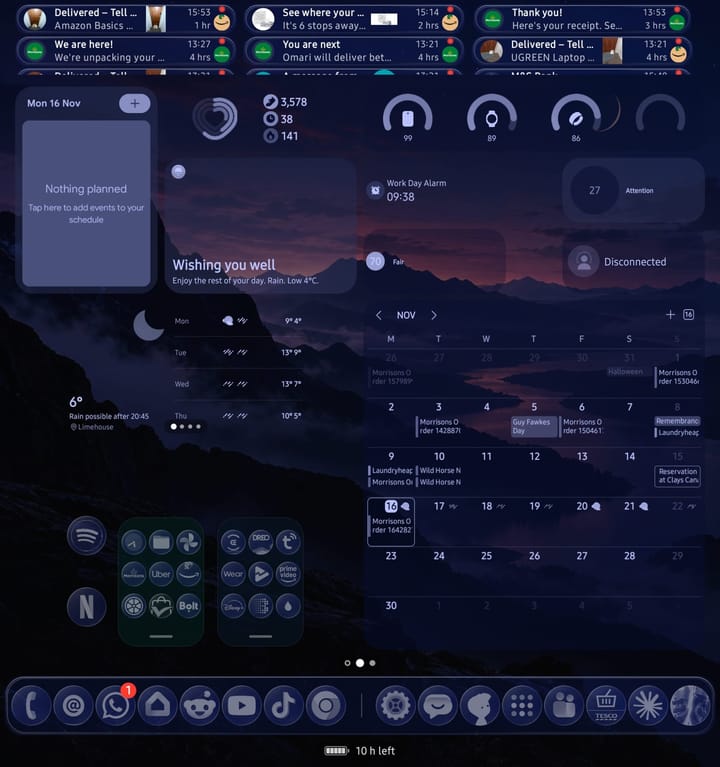 Delivered – Tell ... 15:53
Amazon Basics ... 1 hr
See where your ... 15:14
It's 6 stops away... 2 hrs
Thank you! 13:53
Here's your receipt. Se... 3 hrs
We are here! 13:27
We're unpacking your ... 4 hrs
You are next 13:21
Omari will deliver bet... 4 hrs
Delivered – Tell ... 13:21
UGREEN Laptop ... 4 hrs
Mon 16 Nov
+
Nothing planned
Tap here to add events to your
schedule
3,578
38
141
99
89
86
Wishing you well
Enjoy the rest of your day. Rain. Low 4°C.
Work Day Alarm
09:38
27
Attention
70
Fair
Disconnected
Mon 9° 4°
Tue 13° 9°
Wed 13° 7°
Thu 10° 5°
6°
Rain possible after 20:45
Limehouse
NOV
+
16
M T W T F S S
26 27 28 29 30 31 1
Morrisons O
rder 157989
Halloween
Morrisons O
rder 153046
2 3 4 5 6 7 8
Morrisons O
rder 142887
Guy Fawkes
Day
Morrisons O
rder 150461
Remembranc
Laundryheap
9 10 11 12 13 14 15
Laundryheap
Morrisons O
Wild Horse N
Wild Horse N
Reservation
at Clays Can
16 17 18 19 20 21 22
Morrisons O
rder 164282
23 24 25 26 27 28 29
30 1 2 3 4 5
Morrisons
Uber
Bolt
DREO
Wear
prime
video
Disney+
N
1
TESCO
10 h left